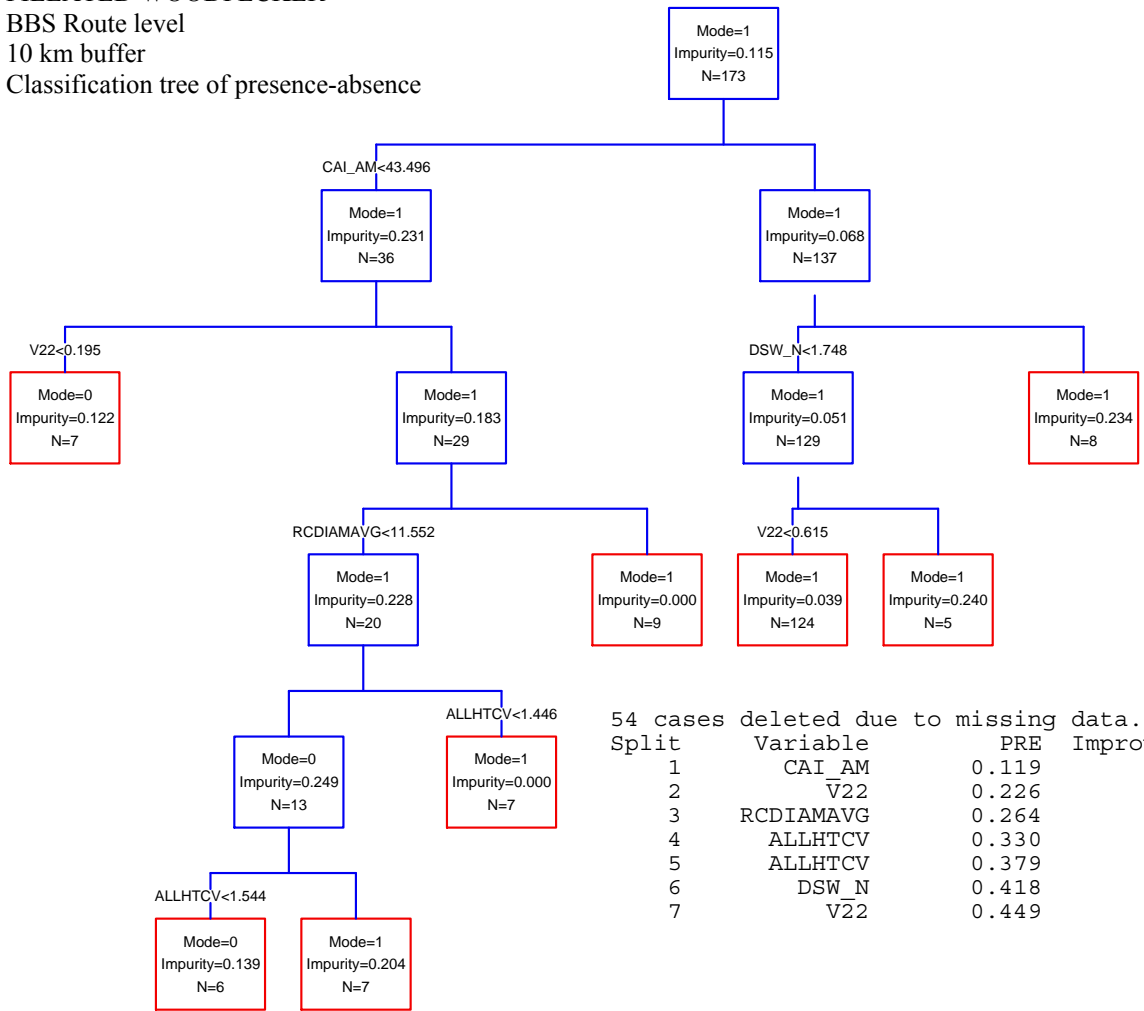 BBS Route level
10 km buffer
Classification tree of presence-absence
Mode=1
Impurity=0.115
N=173
CAI_AM<43.496
Mode=1
Impurity=0.231
N=36
Mode=1
Impurity=0.068
N=137
V22<0.195
DSW_N<1.748
Mode=0
Impurity=0.122
N=7
Mode=1
Impurity=0.183
N=29
Mode=1
Impurity=0.051
N=129
Mode=1
Impurity=0.234
N=8
RCDIAMAVG<11.552
V22<0.615
Mode=1
Impurity=0.228
N=20
Mode=1
Impurity=0.000
N=9
Mode=1
Impurity=0.039
N=124
Mode=1
Impurity=0.240
N=5
ALLHTCV<1.446
Mode=0
Impurity=0.249
N=13
Mode=1
Impurity=0.000
N=7
ALLHTCV<1.544
Mode=0
Impurity=0.139
N=6
Mode=1
Impurity=0.204
N=7
54 cases deleted due to missing data.
Split Variable PRE
1 CAI_AM 0.119
2 V22 0.226
3 RCDIAMAVG 0.264
4 ALLHTCV 0.330
5 ALLHTCV 0.379
6 DSW_N 0.418
7 V22 0.449